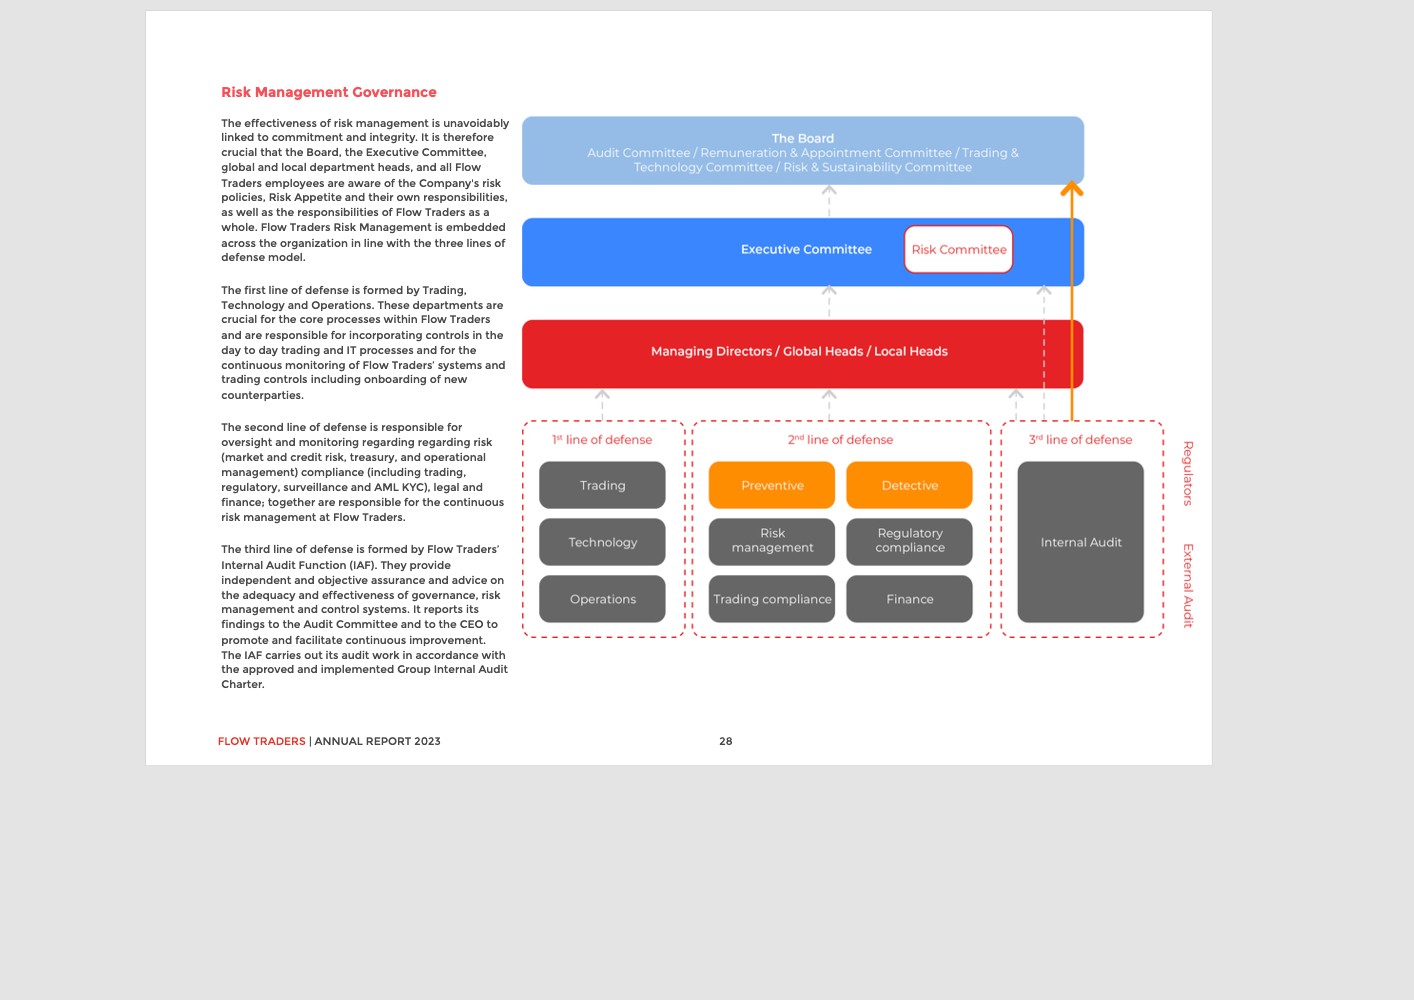 Risk Management Governance
The effectiveness of risk management is unavoidably
linked to commitment and integrity. It is therefore
crucial that the Board, the Executive Committee,
global and local department heads, and all Flow
Traders employees are aware of the Company's risk
policies, Risk Appetite and their own responsibilities,
as well as the responsibilities of Flow Traders as a
whole. Flow Traders Risk Management is embedded
across the organization in line with the three lines of
defense model.
The first line of defense is formed by Trading,
Technology and Operations. These departments are
crucial for the core processes within Flow Traders
and are responsible for incorporating controls in the
day to day trading and IT processes and for the
continuous monitoring of Flow Traders’ systems and
trading controls including onboarding of new
counterparties.
The second line of defense is responsible for
oversight and monitoring regarding regarding risk
(market and credit risk, treasury, and operational
management) compliance (including trading,
regulatory, surveillance and AML KYC), legal and
finance; together are responsible for the continuous
risk management at Flow Traders.
The third line of defense is formed by Flow Traders’
Internal Audit Function (IAF). They provide
independent and objective assurance and advice on
the adequacy and effectiveness of governance, risk
management and control systems. It reports its
findings to the Audit Committee and to the CEO to
promote and facilitate continuous improvement.
The IAF carries out its audit work in accordance with
the approved and implemented Group Internal Audit
Charter.
The Board
Audit Committee / Remuneration & Appointment Committee / Trading &
Technology Committee / Risk & Sustainability Committee
Executive Committee
Risk Committee
Managing Directors / Global Heads / Local Heads
1st line of defense
Trading
Technology
Operations
2nd line of defense
Preventive
Detective
Risk
management
Regulatory
compliance
Trading compliance
Finance
3rd line of defense
Internal Audit
Regulators
External Audit
FLOW TRADERS | ANNUAL REPORT 2023
28